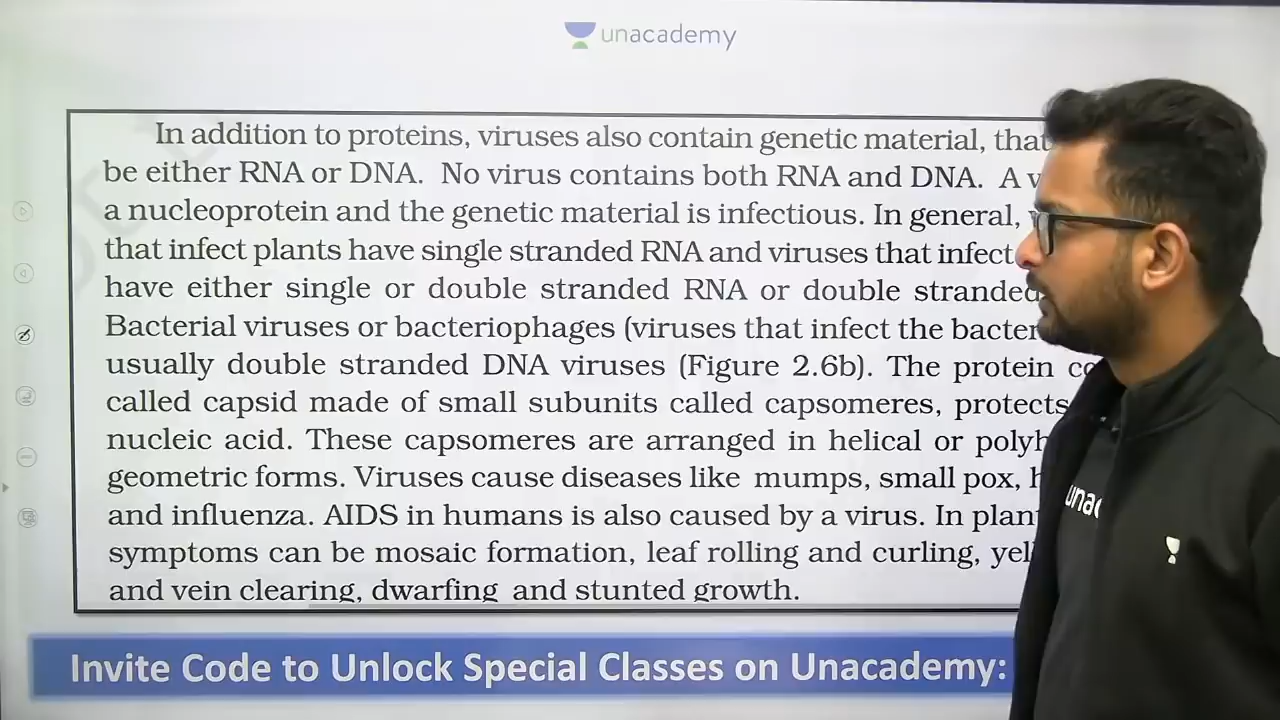 unacademy
In addition to proteins, viruses also contain genetic material, that
be either RNA or DNA. No virus contains both RNA and DNA. A
a nucleoprotein and the genetic material is infectious. In general,
that infect plants have single stranded RNA and viruses that infect
have either single or double stranded RNA or double stranded
Bacterial viruses or bacteriophages (viruses that infect the
usually double stranded DNA viruses (Figure 2.6b). The protein
called capsid made of small subunits called capsomeres, protects
nucleic acid. These capsomeres are arranged in helical or
geometric forms. Viruses cause diseases like mumps, small pox,
and influenza. AIDS in humans is also caused by a virus. In
symptoms can be mosaic formation, leaf rolling and curling,
and vein clearing, dwarfing and stunted growth.
Invite Code to Unlock Special Classes on Unacademy: